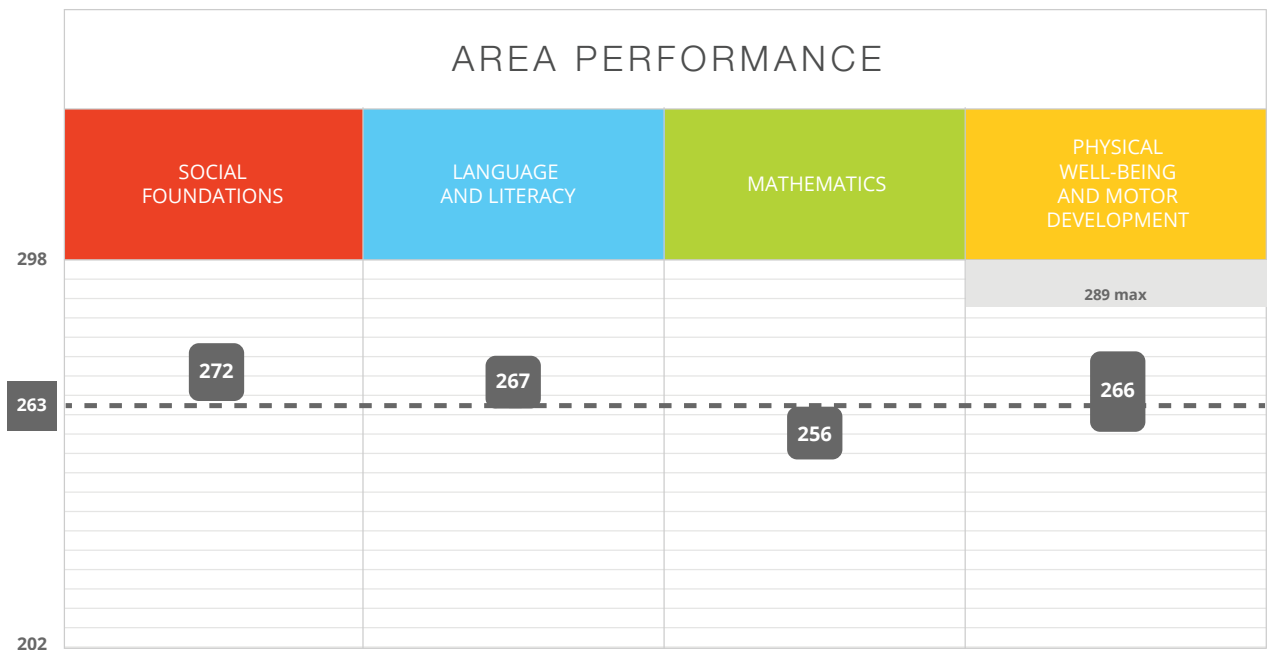 AREA PERFORMANCE
SOCIAL
FOUNDATIONS
LANGUAGE
AND LITERACY
MATHEMATICS
PHYSICAL
WELL-BEING
AND MOTOR
DEVELOPMENT
298
289 max
272
267
263
266
256
202